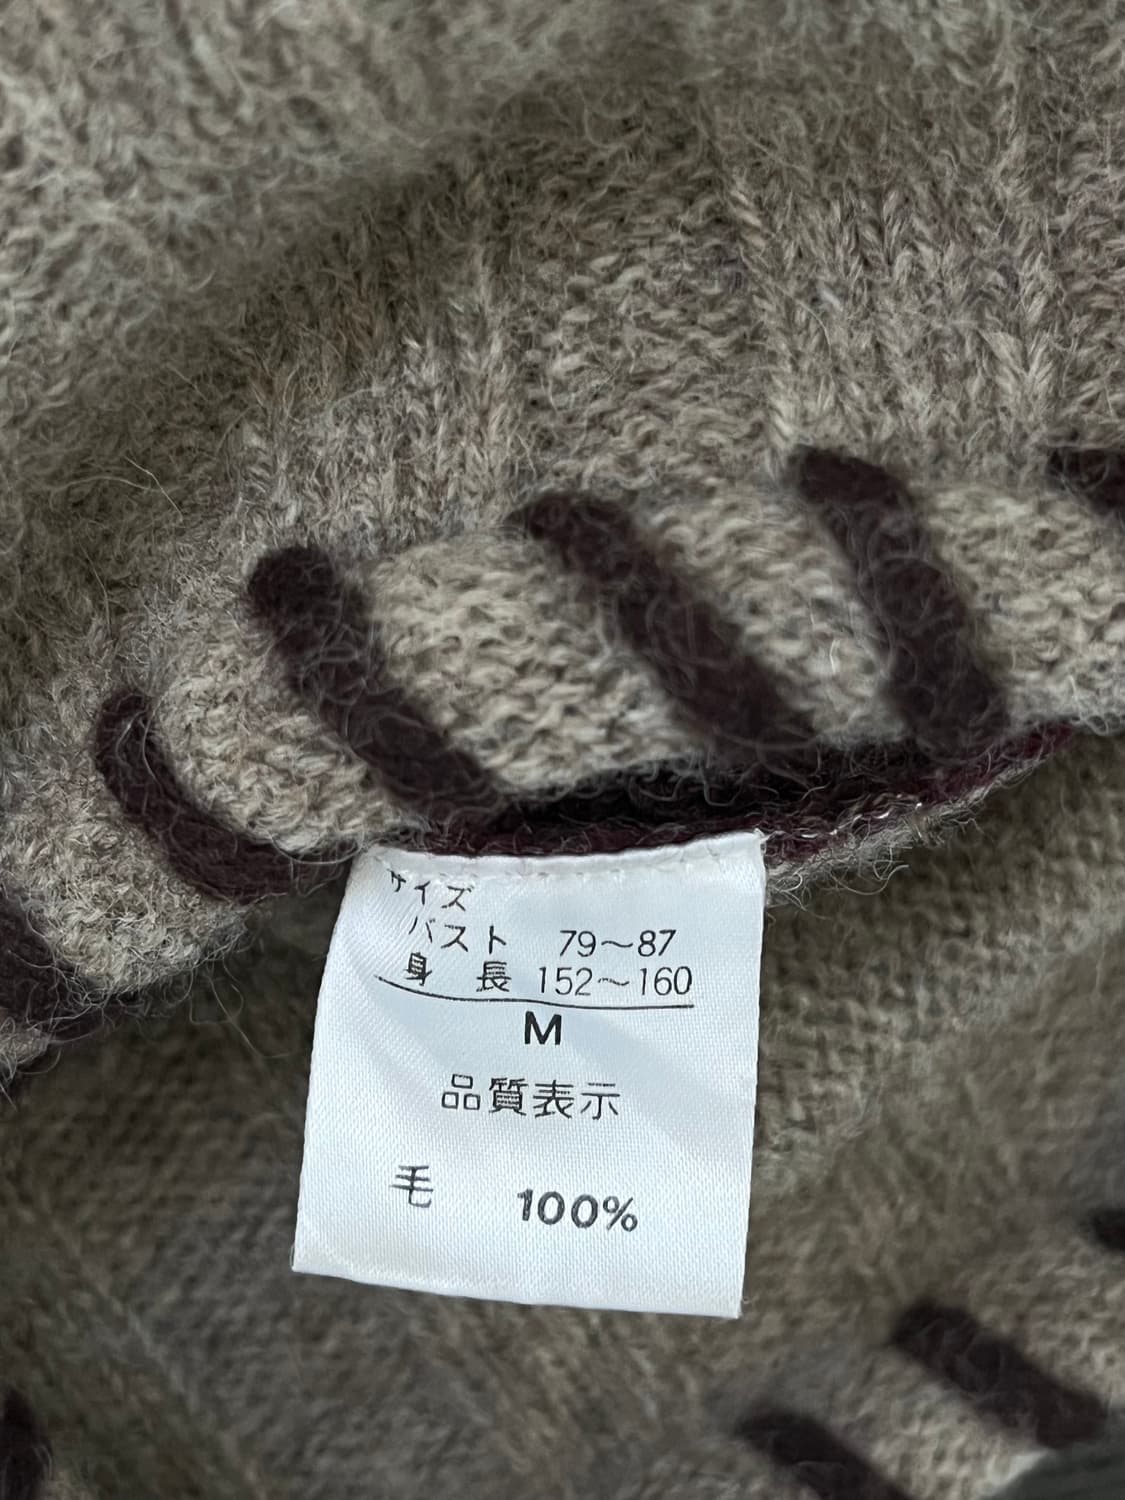 サイズ
バスト 79〜87
身長 152〜160
M
品質表示
毛 100%